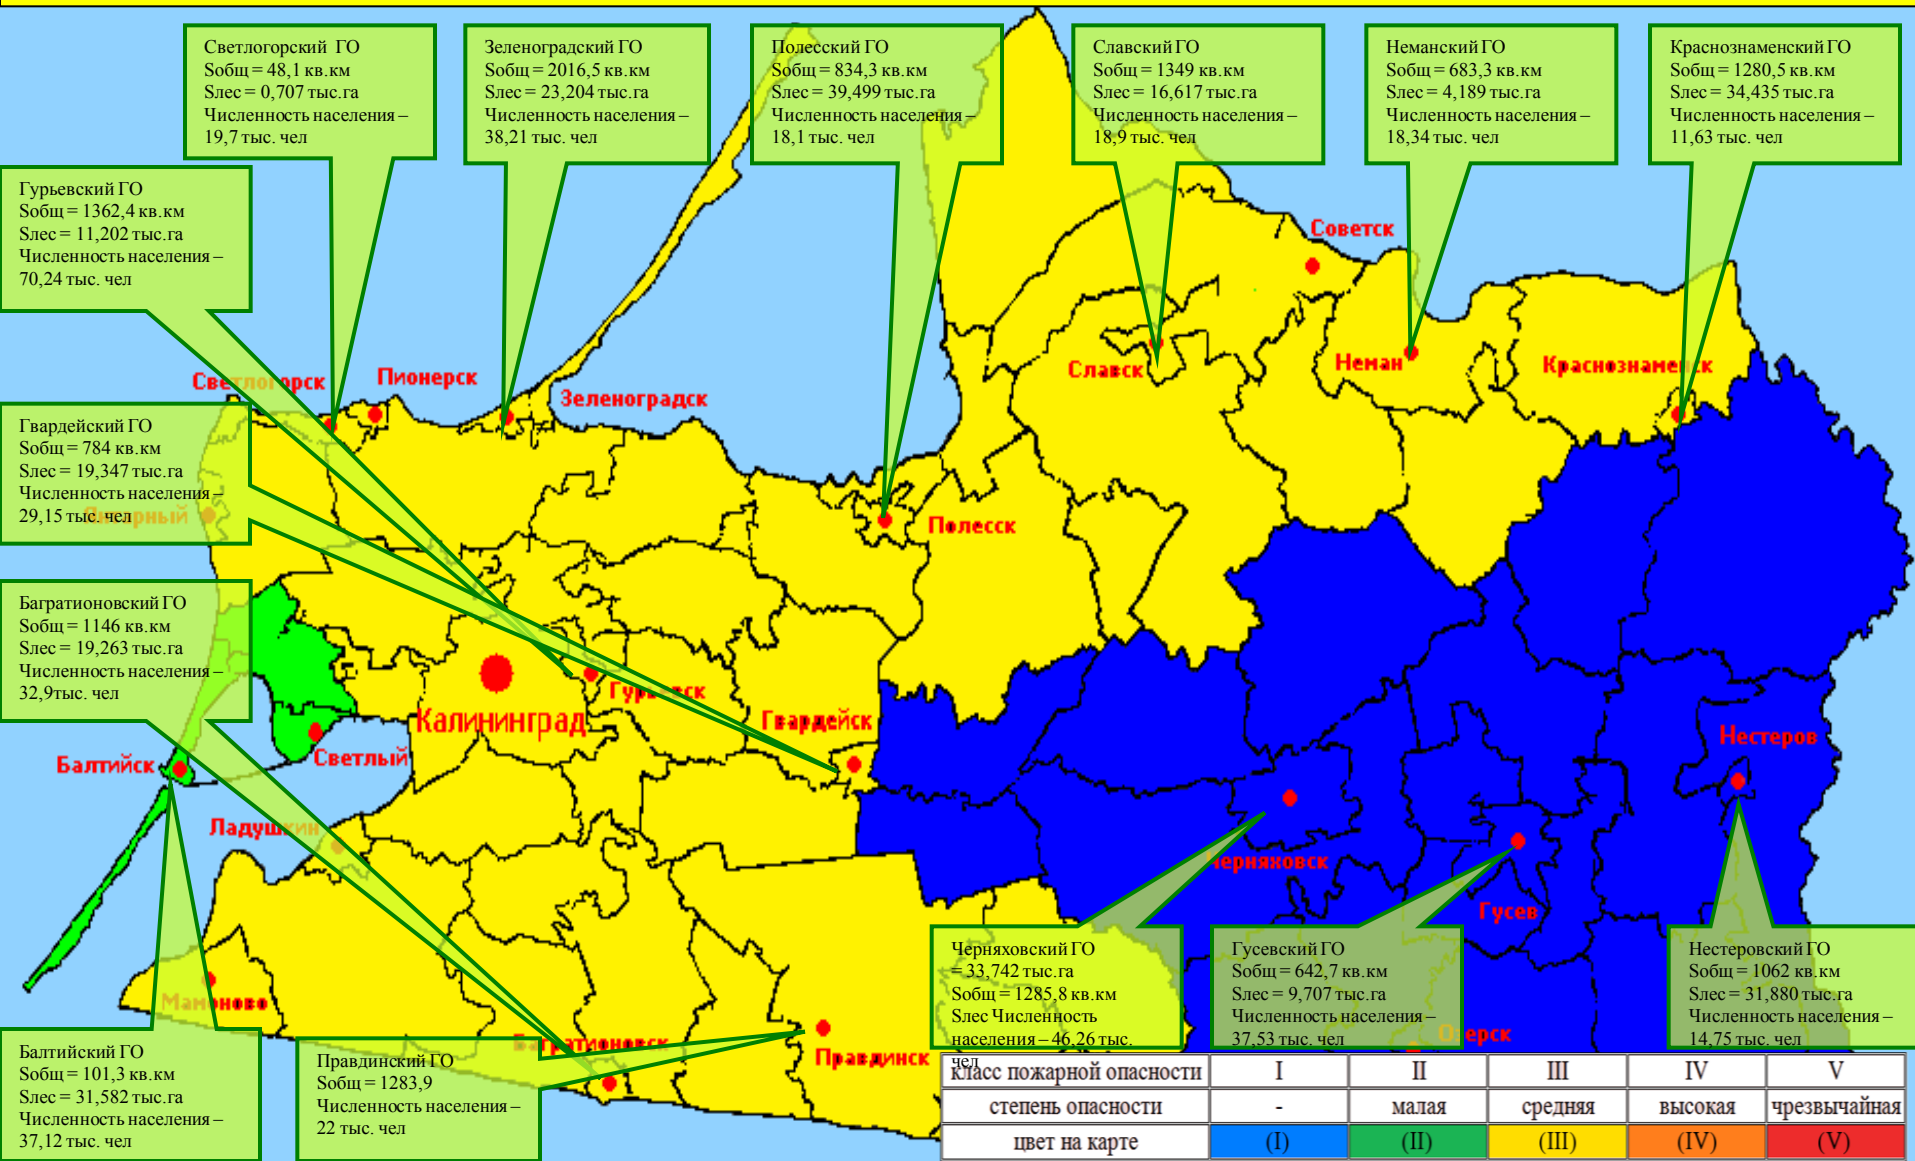 Светлогорский ГО
Sобщ = 48,1 кв.км
Sлес = 0,707 тыс.га
Численность населения –
19,7 тыс. чел
Зеленоградский ГО
Sобщ = 2016,5 кв.км
Sлес = 23,204 тыс.га
Численность населения –
38,21 тыс. чел
Полесский ГО
Sобщ = 834,3 кв.км
Sлес = 39,499 тыс.га
Численность населения –
18,1 тыс. чел
Славский ГО
Sобщ = 1349 кв.км
Sлес = 16,617 тыс.га
Численность населения –
18,9 тыс. чел
Неманский ГО
Sобщ = 683,3 кв.км
Sлес = 4,189 тыс.га
Численность населения –
18,34 тыс. чел
Краснознаменский ГО
Sобщ = 1280,5 кв.км
Sлес = 34,435 тыс.га
Численность населения –
11,63 тыс. чел
Гурьевский ГО
Sобщ = 1362,4 кв.км
Sлес = 11,202 тыс.га
Численность населения –
70,24 тыс. чел
Советск
Светлогорск
Пионерск
Зеленоградск
Славск
Неман
Краснознаменск
Гвардейский ГО
Sобщ = 784 кв.км
Sлес = 19,347 тыс.га
Численность населения –
29,15 тыс. чел
Янтарный
Полесск
Багратионовский ГО
Sобщ = 1146 кв.км
Sлес = 19,263 тыс.га
Численность населения –
32,9тыс. чел
Гурьевск
Калининград
Гвардейск
Нестеров
Балтийск
Светлый
Ладушкин
Черняховск
Гусев
Мамоново
Багратионовск
Правдинск
Озерск
Черняховский ГО
= 33,742 тыс.га
Sобщ = 1285,8 кв.км
Sлес Численность
населения – 46,26 тыс.
чел
Гусевский ГО
Sобщ = 642,7 кв.км
Sлес = 9,707 тыс.га
Численность населения –
37,53 тыс. чел
Нестеровский ГО
Sобщ = 1062 кв.км
Sлес = 31,880 тыс.га
Численность населения –
14,75 тыс. чел
Балтийский ГО
Sобщ = 101,3 кв.км
Sлес = 31,582 тыс.га
Численность населения –
37,12 тыс. чел
Правдинский ГО
Sобщ = 1283,9
Численность населения –
22 тыс. чел
класс пожарной опасности I II III IV V
степень опасности - малая средняя высокая чрезвычайная
цвет на карте (I) (II) (III) (IV) (V)